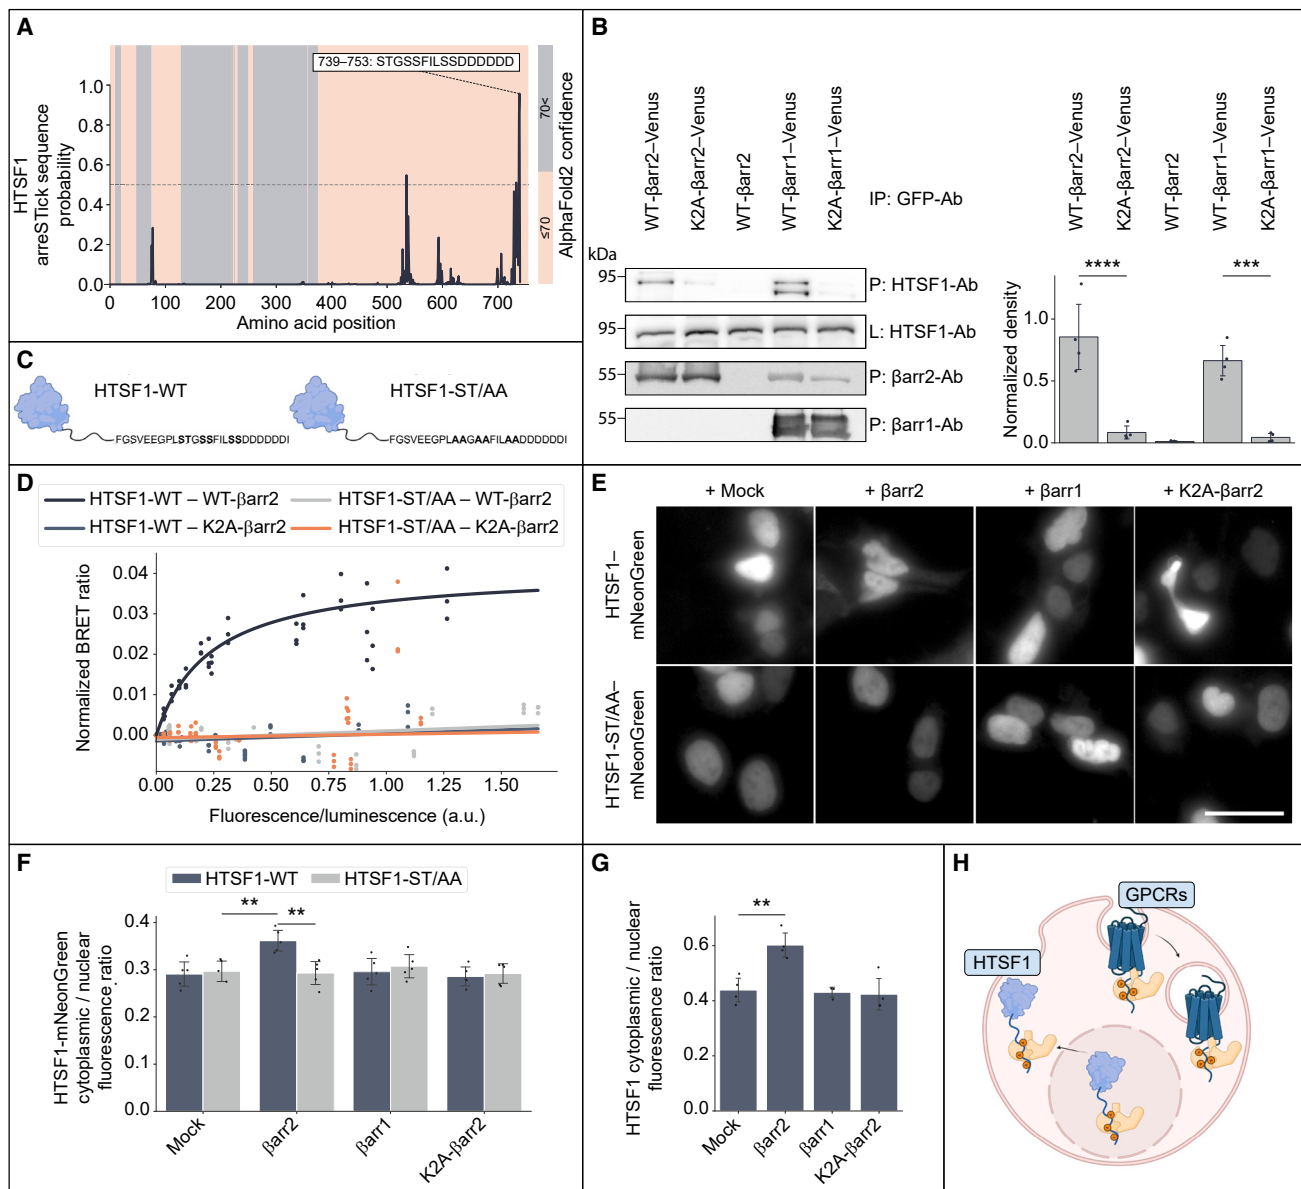 A
739–753: STGSSFILSSDDDDDD
HTSF1
arreSTick sequence
probability
1.0
0.8
0.6
0.4
0.2
0.0
0
100
200
300
400
500
600
700
Amino acid position
70<
≤70
AlphaFold2 confidence
B
WT-βarr2–Venus
K2A-βarr2–Venus
WT-βarr2
WT-βarr1–Venus
K2A-βarr1–Venus
IP: GFP-Ab
kDa
95
P: HTSF1-Ab
95
L: HTSF1-Ab
55
P: βarr2-Ab
55
P: βarr1-Ab
WT-βarr2–Venus
K2A-βarr2–Venus
WT-βarr2
WT-βarr1–Venus
K2A-βarr1–Venus
****
***
Normalized density
1.0
0.5
0.0
C
HTSF1-WT
FGSVEEGPLSTGSSFILSSDDDDDDI
HTSF1-ST/AA
FGSVEEGPLAAGAAFILAADDDDDDI
D
HTSF1-WT – WT-βarr2
HTSF1-ST/AA – WT-βarr2
HTSF1-WT – K2A-βarr2
HTSF1-ST/AA – K2A-βarr2
Normalized BRET ratio
0.04
0.03
0.02
0.01
0.00
0.00
0.25
0.50
0.75
1.00
1.25
1.50
Fluorescence/luminescence (a.u.)
E
+ Mock
+ βarr2
+ βarr1
+ K2A-βarr2
HTSF1–
mNeonGreen
HTSF1-ST/AA–
mNeonGreen
F
HTSF1-WT
HTSF1-ST/AA
**
**
HTSF1-mNeonGreen
cytoplasmic / nuclear
fluorescence ratio
0.4
0.3
0.2
0.1
0.0
Mock
βarr2
βarr1
K2A-βarr2
G
**
HTSF1 cytoplasmic / nuclear
fluorescence ratio
0.6
0.4
0.2
0.0
Mock
βarr2
βarr1
K2A-βarr2
H
GPCRs
HTSF1